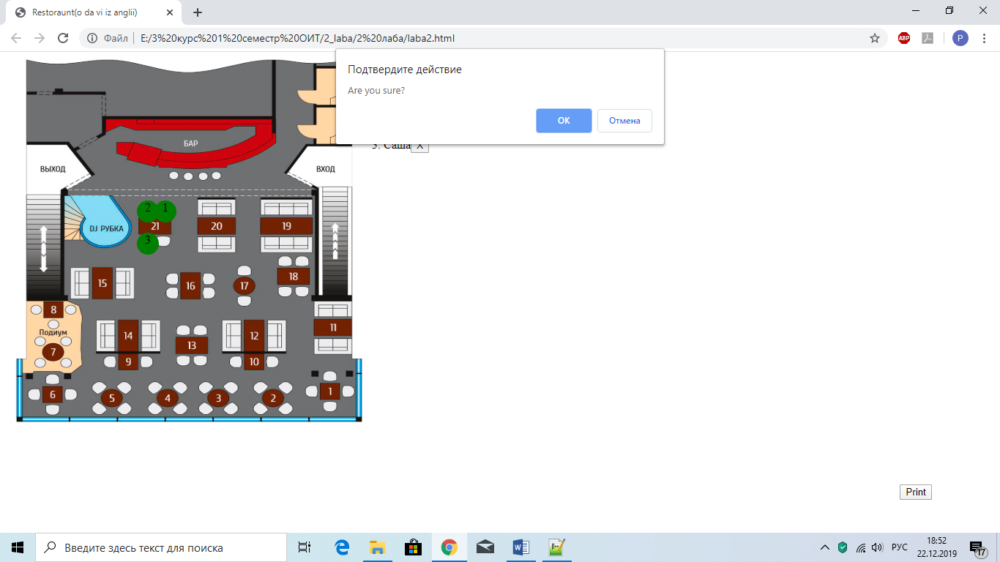 Restoraunt(o da vi iz anglii)
Файл
E:/3%20курс%201%20семестр%20ОИТ/2_laba/2%20лаба/laba2.html
ABP
P
Подтвердите действие
Are you sure?
OK
Отмена
3. Саша X
БАР
ВЫХОД
ВХОД
2 1
DJ РУБКА
21
20
19
3
15
16
17
18
8
Подиум
7
14
13
12
11
9
10
6
5
4
3
2
1
Print
Введите здесь текст для поиска
РУС
18:52
22.12.2019
17